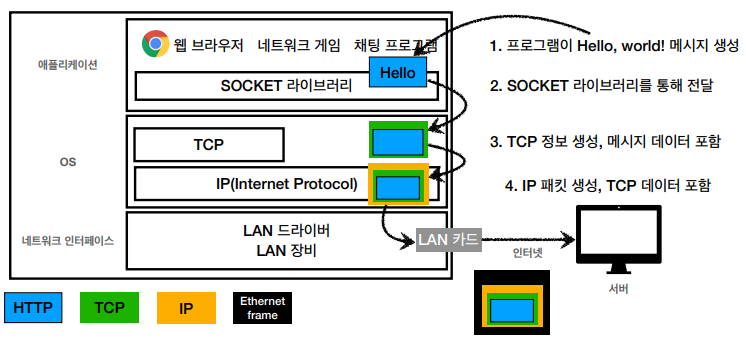 웹 브라우저 네트워크 게임 채팅 프로그램
애플리케이션
Hello
SOCKET 라이브러리
1. 프로그램이 Hello, world! 메시지 생성
2. SOCKET 라이브러리를 통해 전달
TCP
3. TCP 정보 생성, 메시지 데이터 포함
OS
IP(Internet Protocol)
4. IP 패킷 생성, TCP 데이터 포함
네트워크 인터페이스
LAN 드라이버
LAN 장비
LAN 카드
인터넷
서버
HTTP
TCP
IP
Ethernet
frame